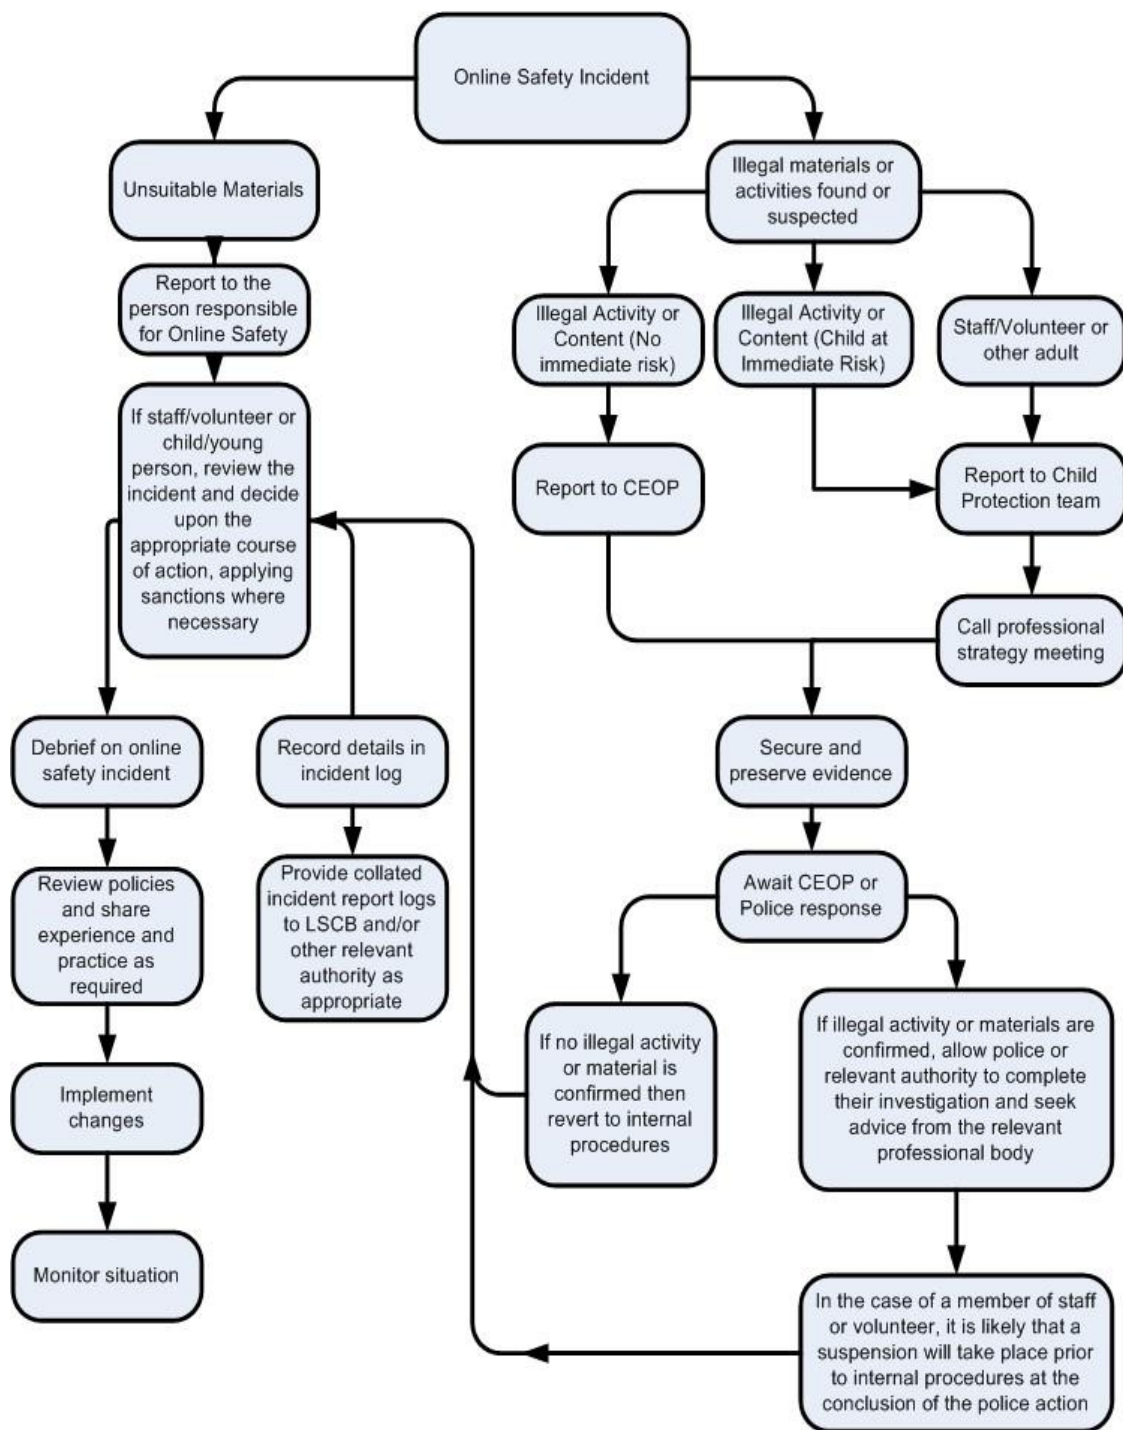 Online Safety Incident
Unsuitable Materials
Report to the
person responsible
for Online Safety
If staff/volunteer or
child/young
person, review the
incident and decide
upon the
appropriate course
of action, applying
sanctions where
necessary
Debrief on online
safety incident
Review policies
and share
experience and
practice as
required
Implement
changes
Monitor situation
Record details in
incident log
Provide collated
incident report logs
to LSCB and/or
other relevant
authority as
appropriate
Illegal materials or
activities found or
suspected
Illegal Activity or
Content (No
immediate risk)
Illegal Activity or
Content (Child at
Immediate Risk)
Staff/Volunteer or
other adult
Report to CEOP
Report to Child
Protection team
Call professional
strategy meeting
Secure and
preserve evidence
Await CEOP or
Police response
If no illegal activity
or material is
confirmed then
revert to internal
procedures
If illegal activity or materials are
confirmed, allow police or
relevant authority to complete
their investigation and seek
advice from the relevant
professional body
In the case of a member of staff
or volunteer, it is likely that a
suspension will take place prior
to internal procedures at the
conclusion of the police action